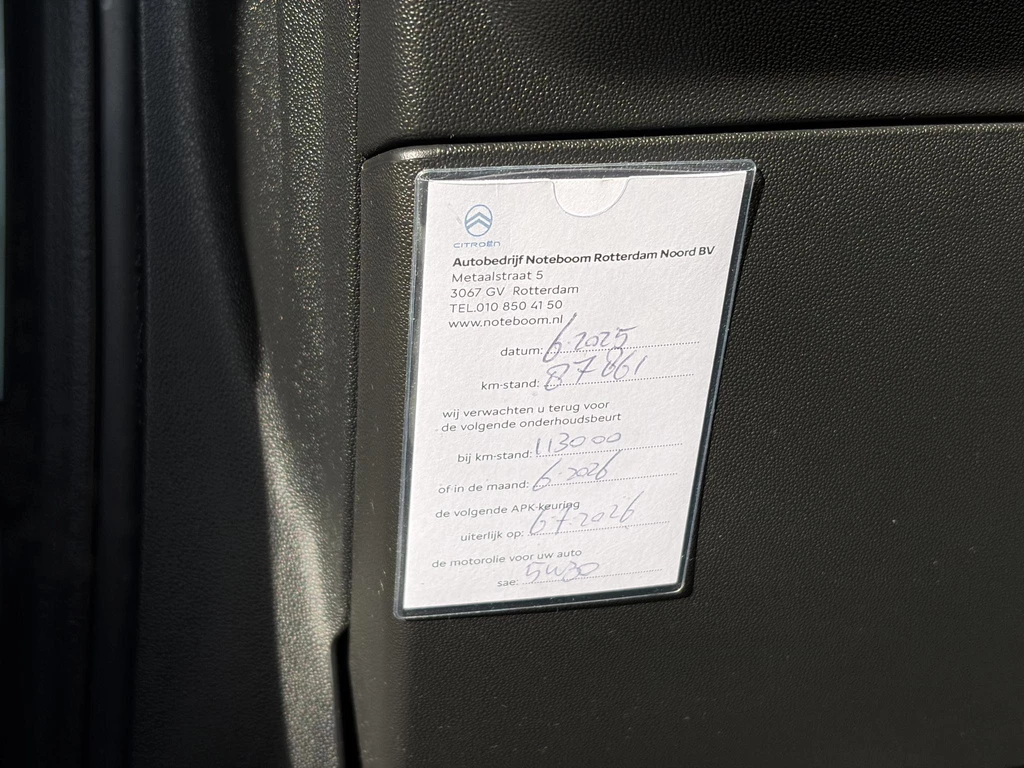 CITROËN
Autobedrijf Noteboom Rotterdam Noord BV
Metaalstraat 5
3067 GV Rotterdam
TEL.010 850 41 50
www.noteboom.nl
datum: 6-2025
km-stand: 87861
wij verwachten u terug voor
de volgende onderhoudsbeurt
bij km-stand: 113000
of in de maand: 6-2026
de volgende APK-keuring
uiterlijk op: 6-7-2026
de motorolie voor uw auto
sae: 5W30